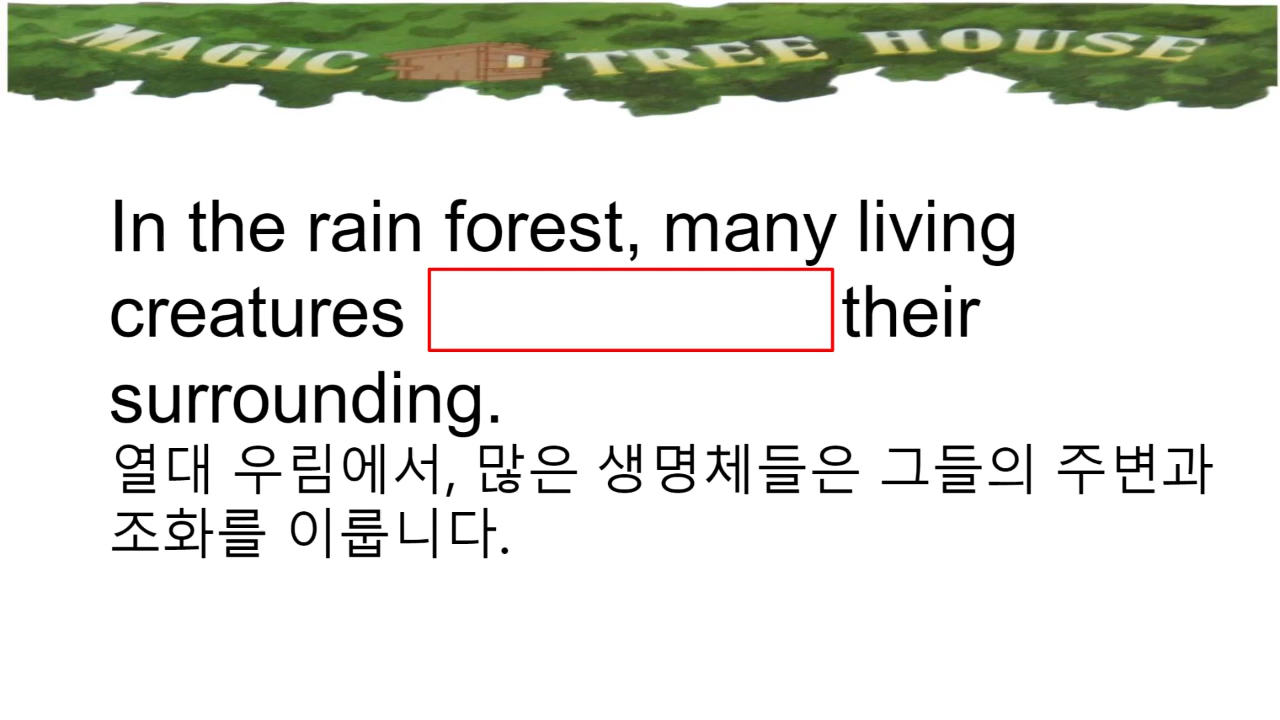 MAGIC TREE HOUSE
In the rain forest, many living
creatures their
surrounding.
열대 우림에서, 많은 생명체들은 그들의 주변과
조화를 이룹니다.